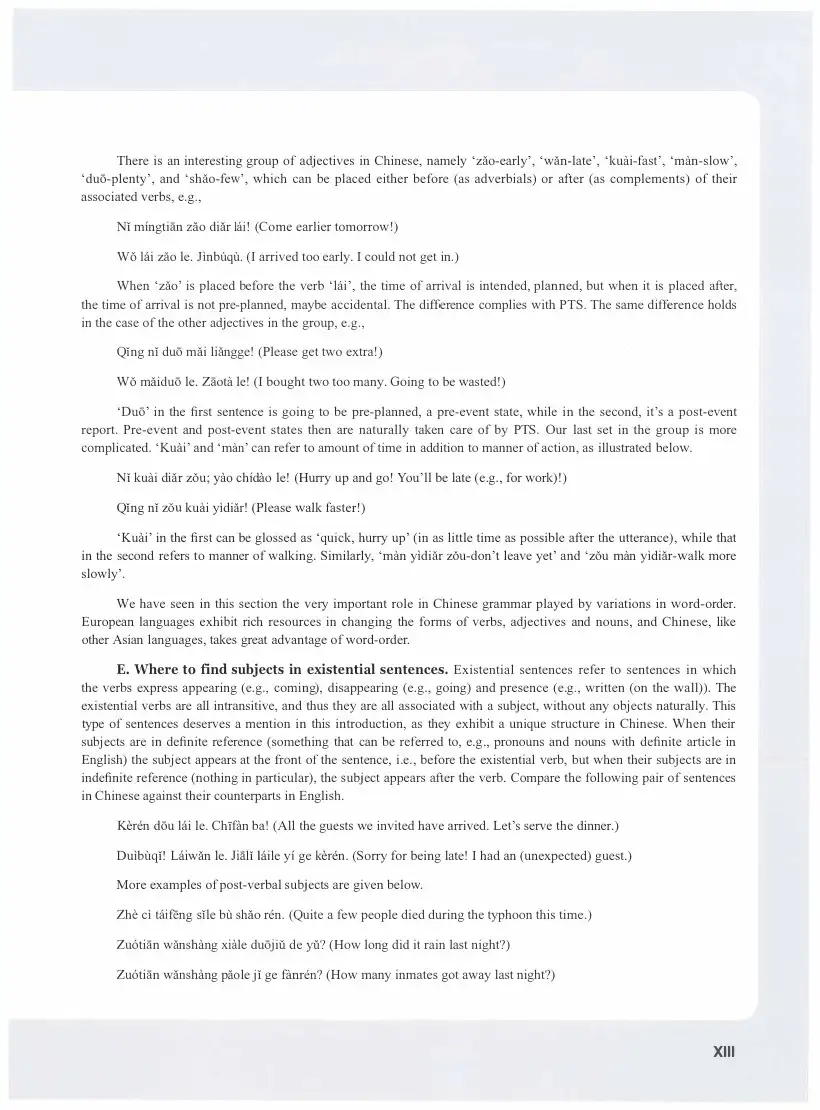 There is an interesting group of adjectives in Chinese, namely ‘zǎo-early’, ‘wǎn-late’, ‘kuài-fast’, ‘màn-slow’,
‘duō-plenty’, and ‘shǎo-few’, which can be placed either before (as adverbials) or after (as complements) of their
associated verbs, e.g.,
Nǐ míngtiān zǎo diǎr lái! (Come earlier tomorrow!)
Wǒ lái zǎo le. Jìnbùqù. (I arrived too early. I could not get in.)
When ‘zǎo’ is placed before the verb ‘lái’, the time of arrival is intended, planned, but when it is placed after,
the time of arrival is not pre-planned, maybe accidental. The difference complies with PTS. The same difference holds
in the case of the other adjectives in the group, e.g.,
Qǐng nǐ duō mǎi liǎngge! (Please get two extra!)
Wǒ mǎiduō le. Zāotà le! (I bought two too many. Going to be wasted!)
‘Duō’ in the first sentence is going to be pre-planned, a pre-event state, while in the second, it’s a post-event
report. Pre-event and post-event states then are naturally taken care of by PTS. Our last set in the group is more
complicated. ‘Kuài’ and ‘màn’ can refer to amount of time in addition to manner of action, as illustrated below.
Nǐ kuài diǎr zǒu; yào chídào le! (Hurry up and go! You’ll be late (e.g., for work)!)
Qǐng nǐ zǒu kuài yìdiǎr! (Please walk faster!)
‘Kuài’ in the first can be glossed as ‘quick, hurry up’ (in as little time as possible after the utterance), while that
in the second refers to manner of walking. Similarly, ‘màn yìdiǎr zǒu-don’t leave yet’ and ‘zǒu màn yìdiǎr-walk more
slowly’.
We have seen in this section the very important role in Chinese grammar played by variations in word-order.
European languages exhibit rich resources in changing the forms of verbs, adjectives and nouns, and Chinese, like
other Asian languages, takes great advantage of word-order.
E. Where to find subjects in existential sentences. Existential sentences refer to sentences in which
the verbs express appearing (e.g., coming), disappearing (e.g., going) and presence (e.g., written (on the wall)). The
existential verbs are all intransitive, and thus they are all associated with a subject, without any objects naturally. This
type of sentences deserves a mention in this introduction, as they exhibit a unique structure in Chinese. When their
subjects are in definite reference (something that can be referred to, e.g., pronouns and nouns with definite article in
English) the subject appears at the front of the sentence, i.e., before the existential verb, but when their subjects are in
indefinite reference (nothing in particular), the subject appears after the verb. Compare the following pair of sentences
in Chinese against their counterparts in English.
Kèrén dōu lái le. Chīfàn ba! (All the guests we invited have arrived. Let’s serve the dinner.)
Duìbùqǐ! Láiwǎn le. Jiālǐ láile yí ge kèrén. (Sorry for being late! I had an (unexpected) guest.)
More examples of post-verbal subjects are given below.
Zhè cì táifēng sǐle bù shǎo rén. (Quite a few people died during the typhoon this time.)
Zuótiān wǎnshàng xiàle duōjiǔ de yǔ? (How long did it rain last night?)
Zuótiān wǎnshàng pǎole jǐ ge fànrén? (How many inmates got away last night?)
XIII